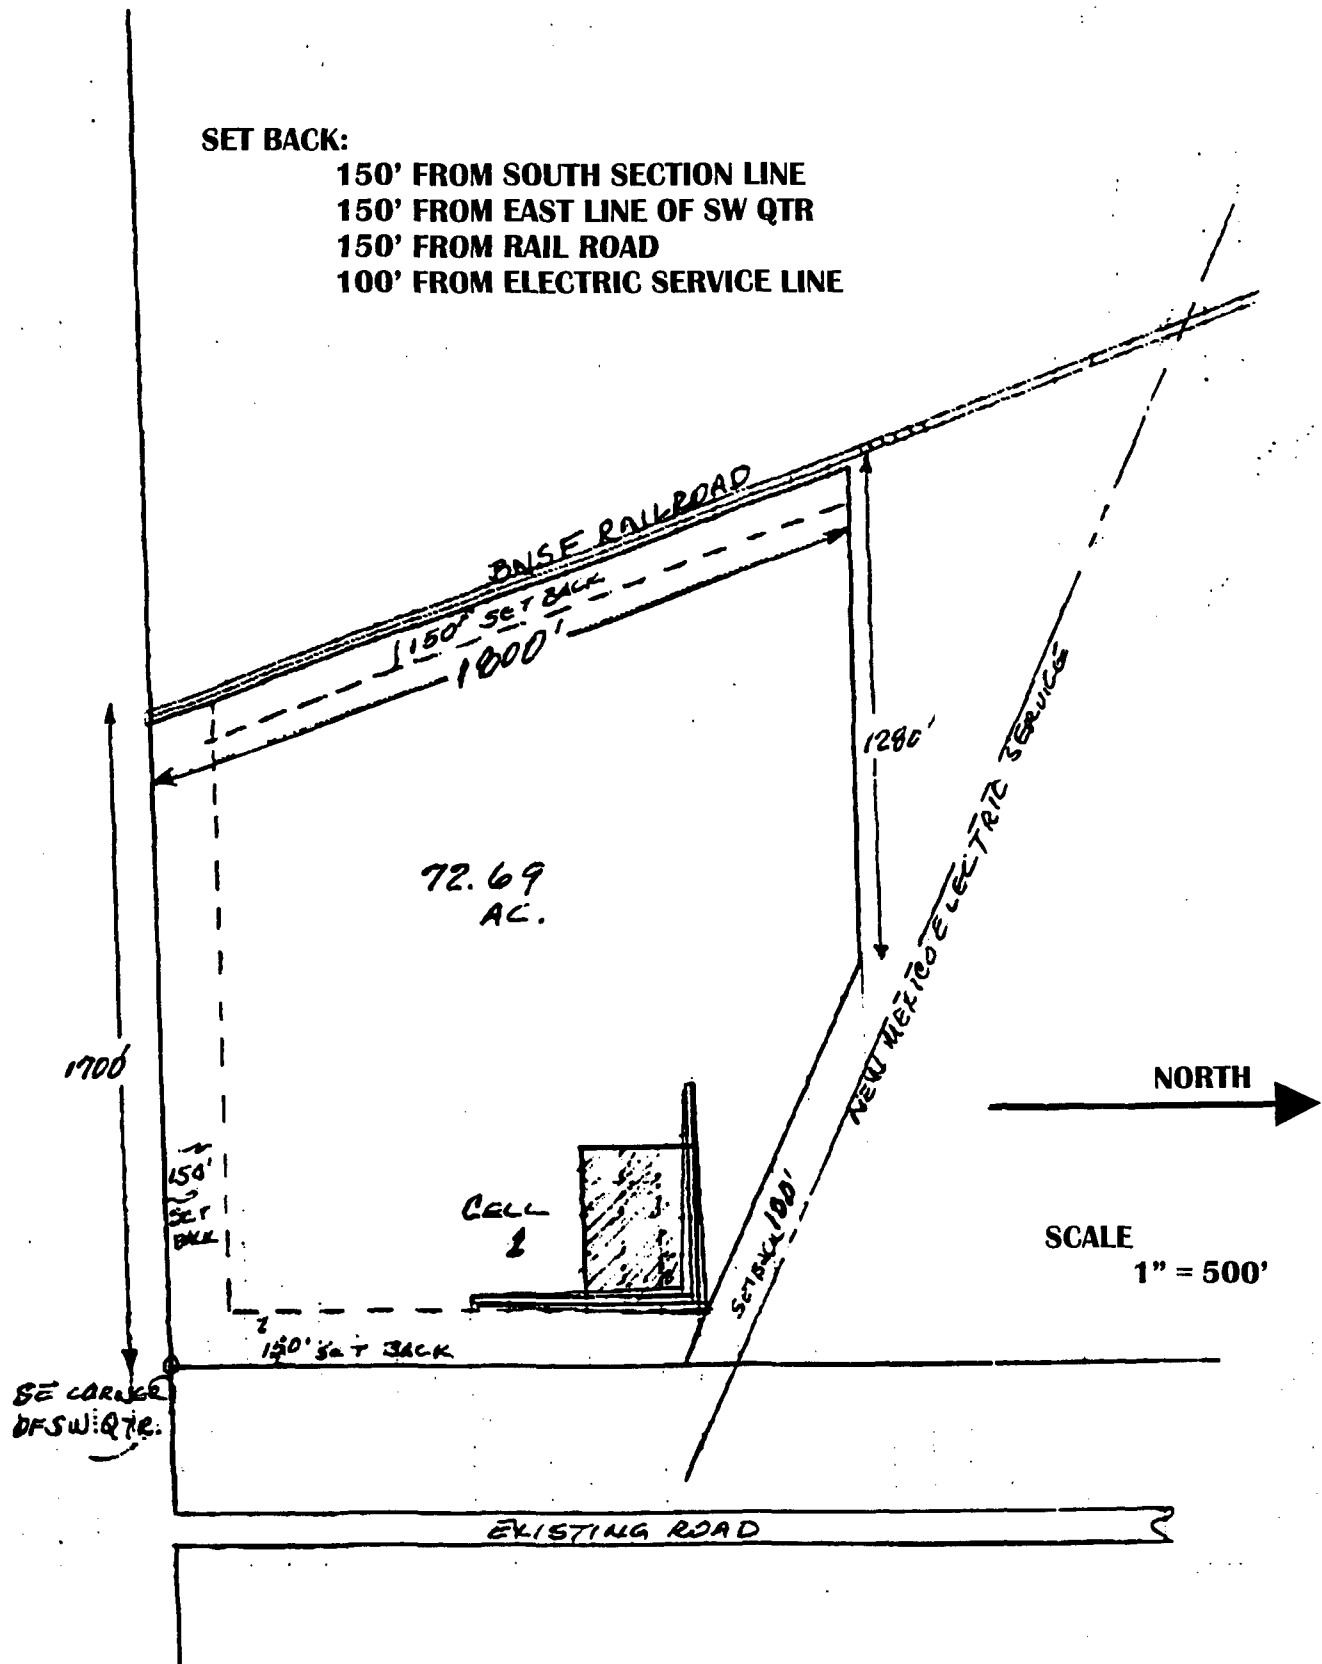 SET BACK:
150' FROM SOUTH SECTION LINE
150' FROM EAST LINE OF SW QTR
150' FROM RAIL ROAD
100' FROM ELECTRIC SERVICE LINE
BNSF RAILROAD
150' SET BACK
1800'
1280'
NEW MEXICO ELECTRIC SERVICE
72.69
AC.
1700'
NORTH
150'
SET
BACK
CELL
1
SETBACK 100'
SCALE
1" = 500'
150' SET BACK
SE CORNER
OF SW QTR.
EXISTING ROAD